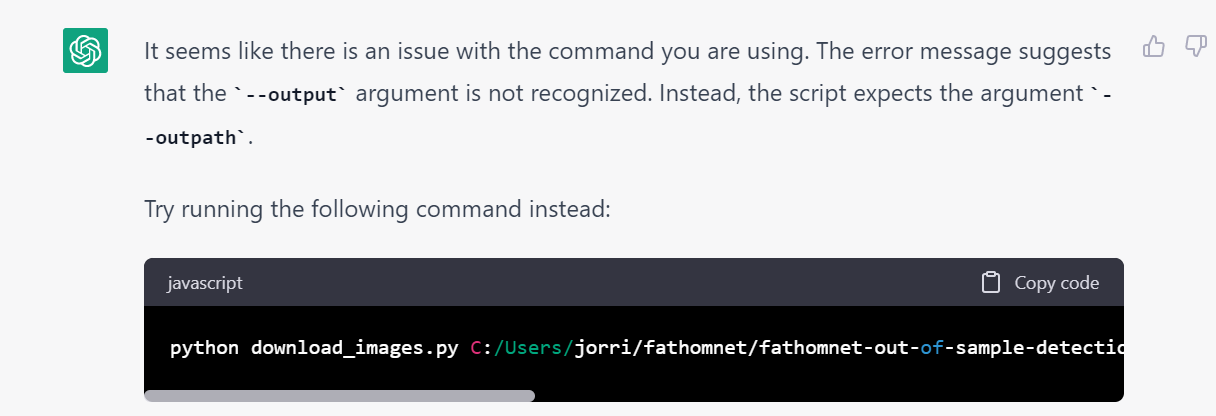 It seems like there is an issue with the command you are using. The error message suggests
that the `--output` argument is not recognized. Instead, the script expects the argument `-
-outpath`.
Try running the following command instead:
javascript Copy code
python download_images.py C:/Users/jorri/fathomnet/fathomnet-out-of-sample-detectio